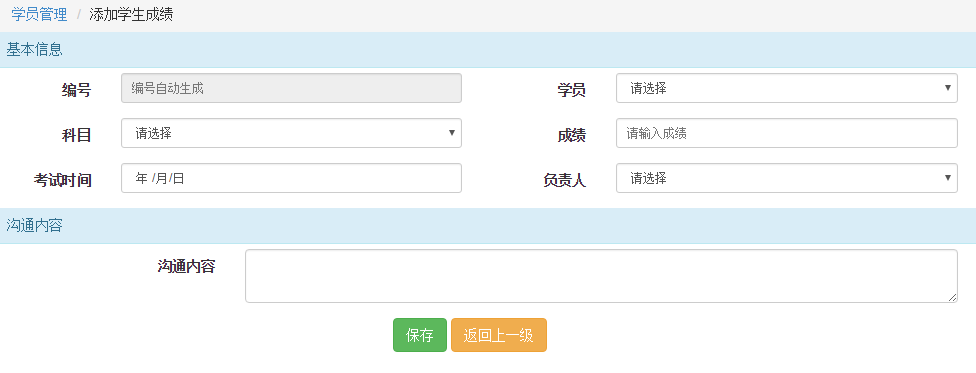 学员管理 / 添加学生成绩
基本信息
编号 编号自动生成 学员 请选择
科目 请选择 成绩 请输入成绩
考试时间 年 /月/日 负责人 请选择
沟通内容
沟通内容
保存 返回上一级